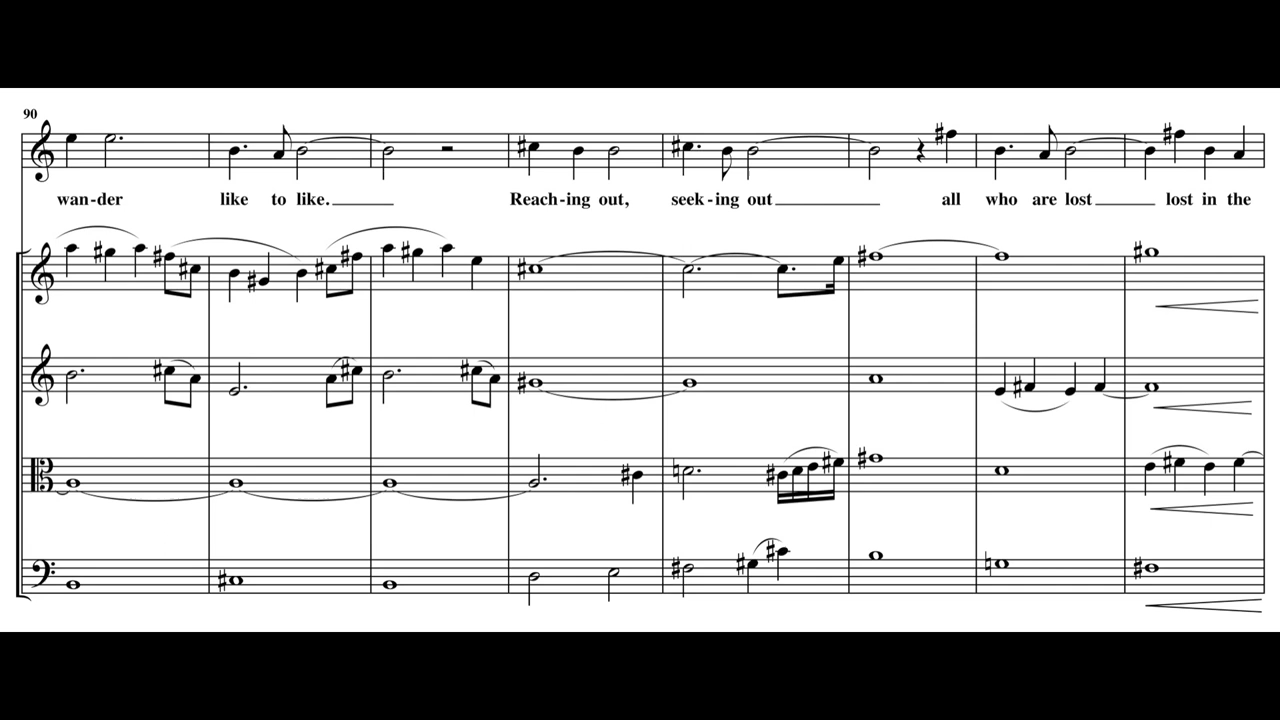 90
wan-der like to like. Reach-ing out, seek-ing out all who are lost lost in the